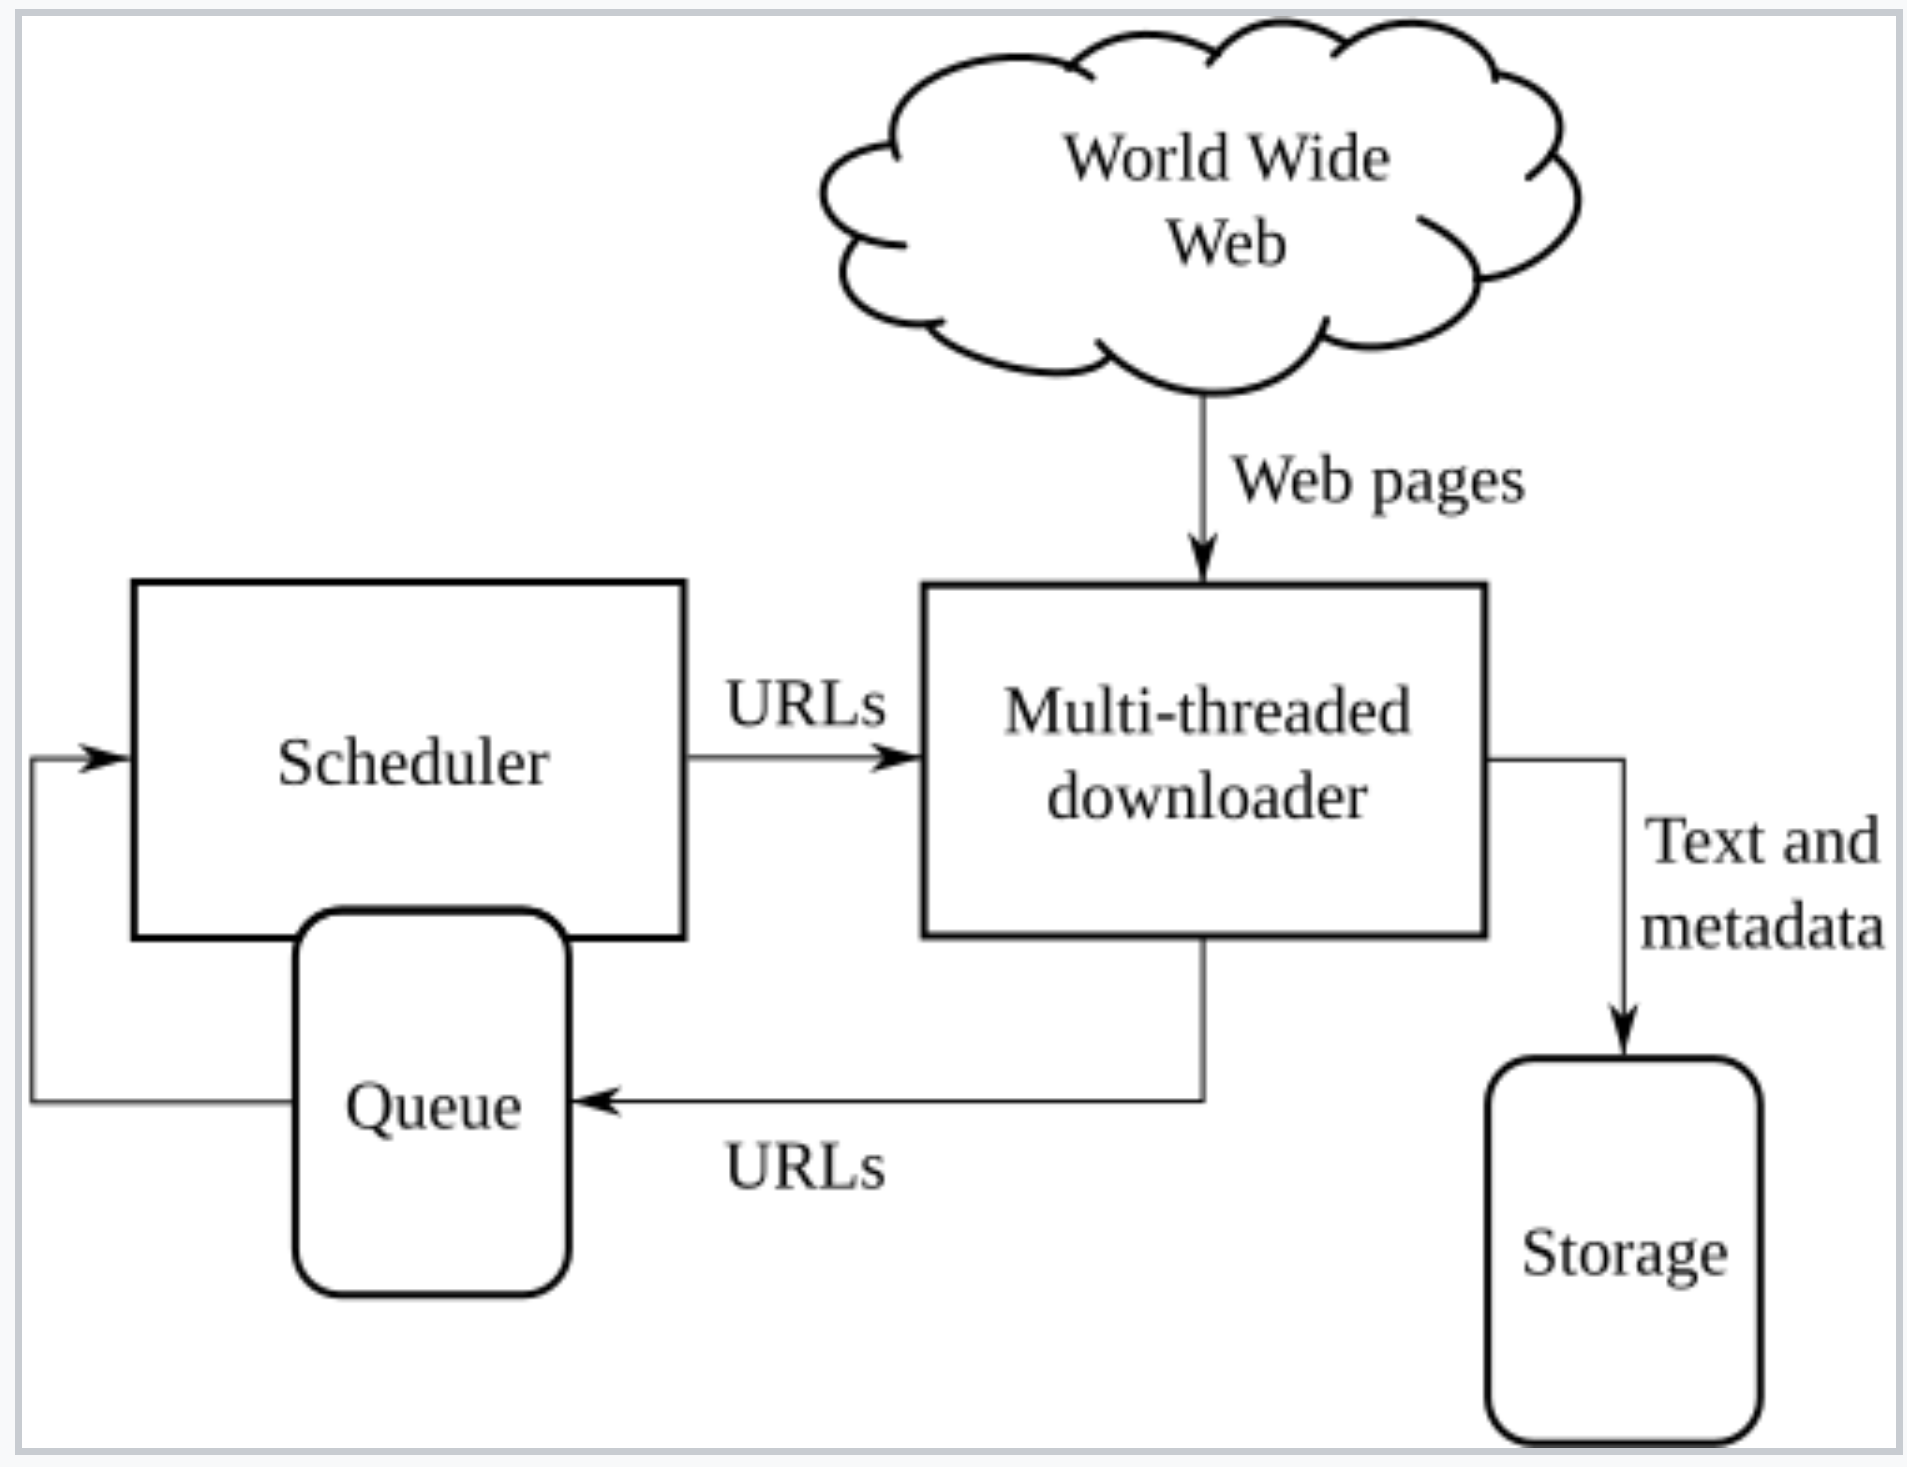 World Wide
Web
Web pages
URLs
Scheduler
Multi-threaded
downloader
Text and
metadata
Queue
URLs
Storage